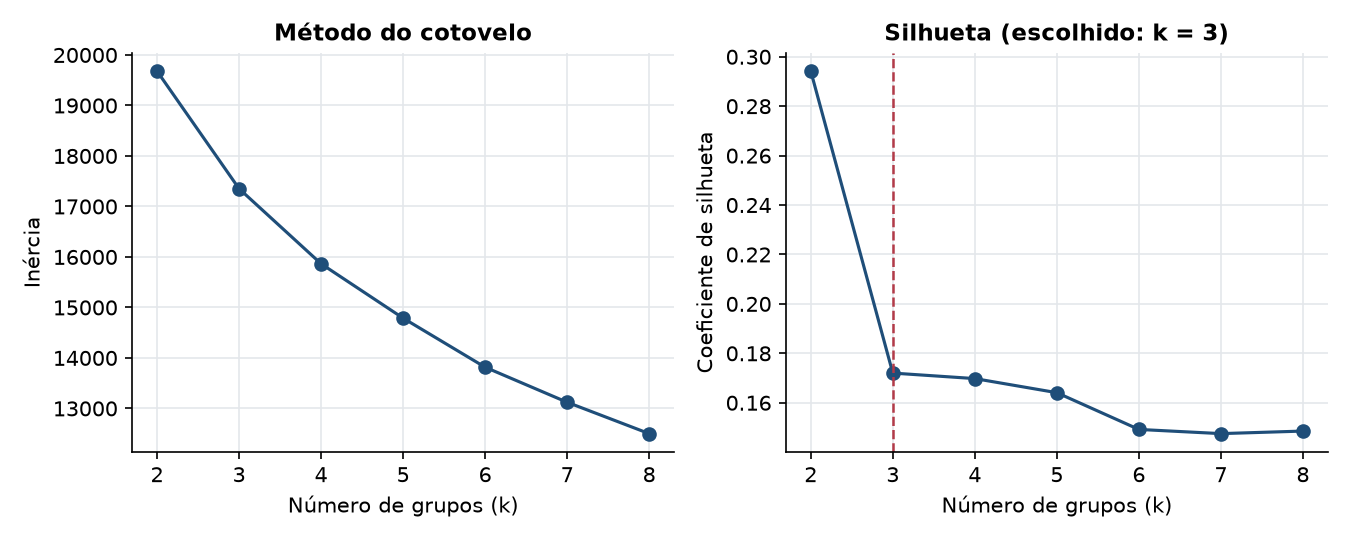 Método do cotovelo
20000
19000
18000
17000
16000
15000
14000
13000
Inércia
2 3 4 5 6 7 8
Número de grupos (k)
Silhueta (escolhido: k = 3)
0.30
0.28
0.26
0.24
0.22
0.20
0.18
0.16
Coeficiente de silhueta
2 3 4 5 6 7 8
Número de grupos (k)